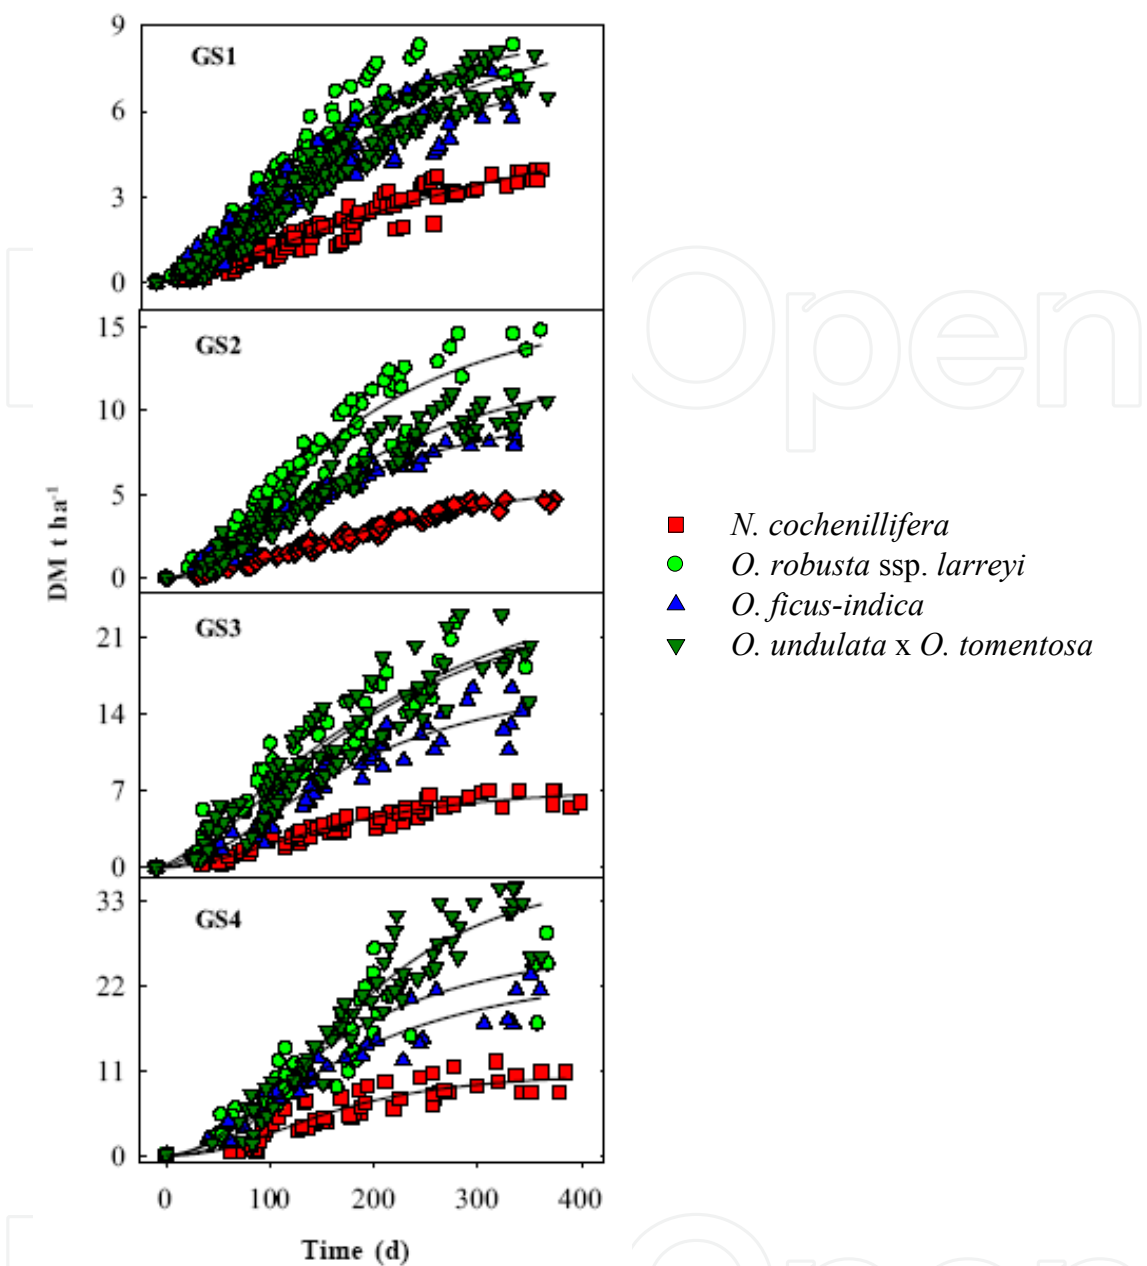 9
GS1
6
3
0
15
GS2
10
5
0
DM t ha-1
GS3
21
14
7
0
GS4
33
22
11
0
0 100 200 300 400
Time (d)
N. cochenillifera
O. robusta ssp. larreyi
O. ficus-indica
O. undulata x O. tomentosa
Open